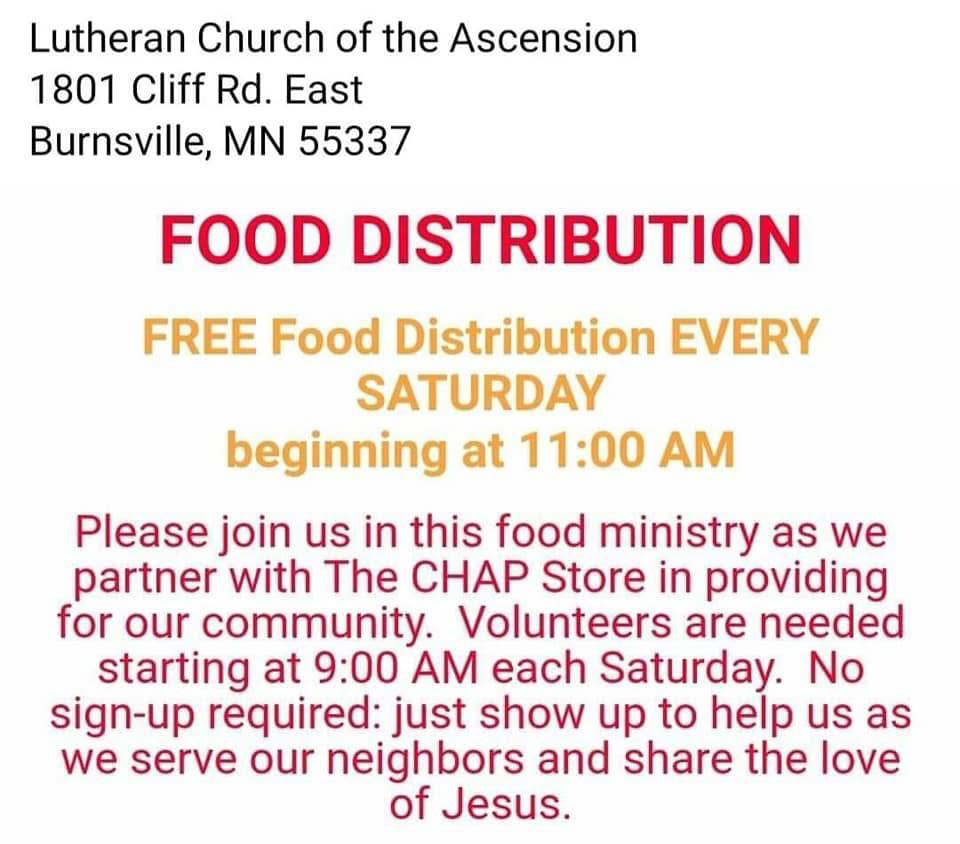 Lutheran Church of the Ascension
1801 Cliff Rd. East
Burnsville, MN 55337
FOOD DISTRIBUTION
FREE Food Distribution EVERY
SATURDAY
beginning at 11:00 AM
Please join us in this food ministry as we
partner with The CHAP Store in providing
for our community.  Volunteers are needed
starting at 9:00 AM each Saturday.  No
sign-up required: just show up to help us as
we serve our neighbors and share the love
of Jesus.